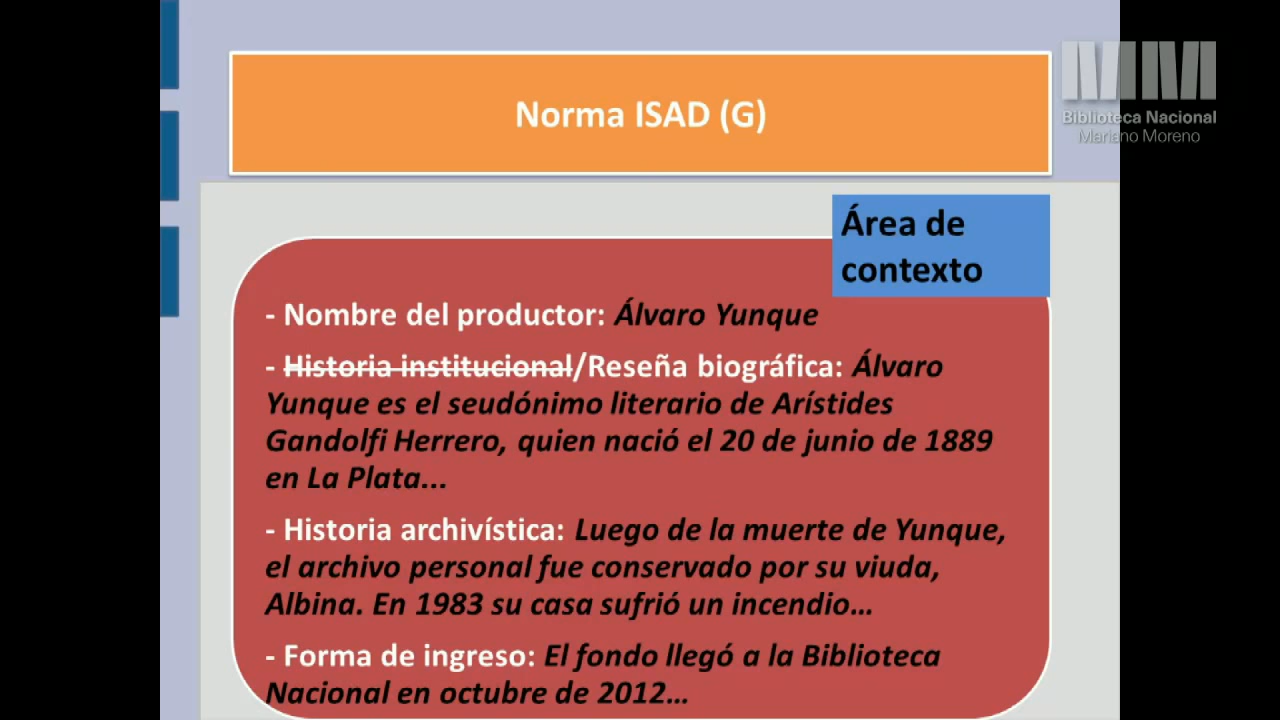 Norma ISAD (G)
Biblioteca Nacional
Mariano Moreno
Área de
contexto
- Nombre del productor: Álvaro Yunque
- Historia institucional/Reseña biográfica: Álvaro
Yunque es el seudónimo literario de Arístides
Gandolfi Herrero, quien nació el 20 de junio de 1889
en La Plata...
- Historia archivística: Luego de la muerte de Yunque,
el archivo personal fue conservado por su viuda,
Albina. En 1983 su casa sufrió un incendio...
- Forma de ingreso: El fondo llegó a la Biblioteca
Nacional en octubre de 2012...